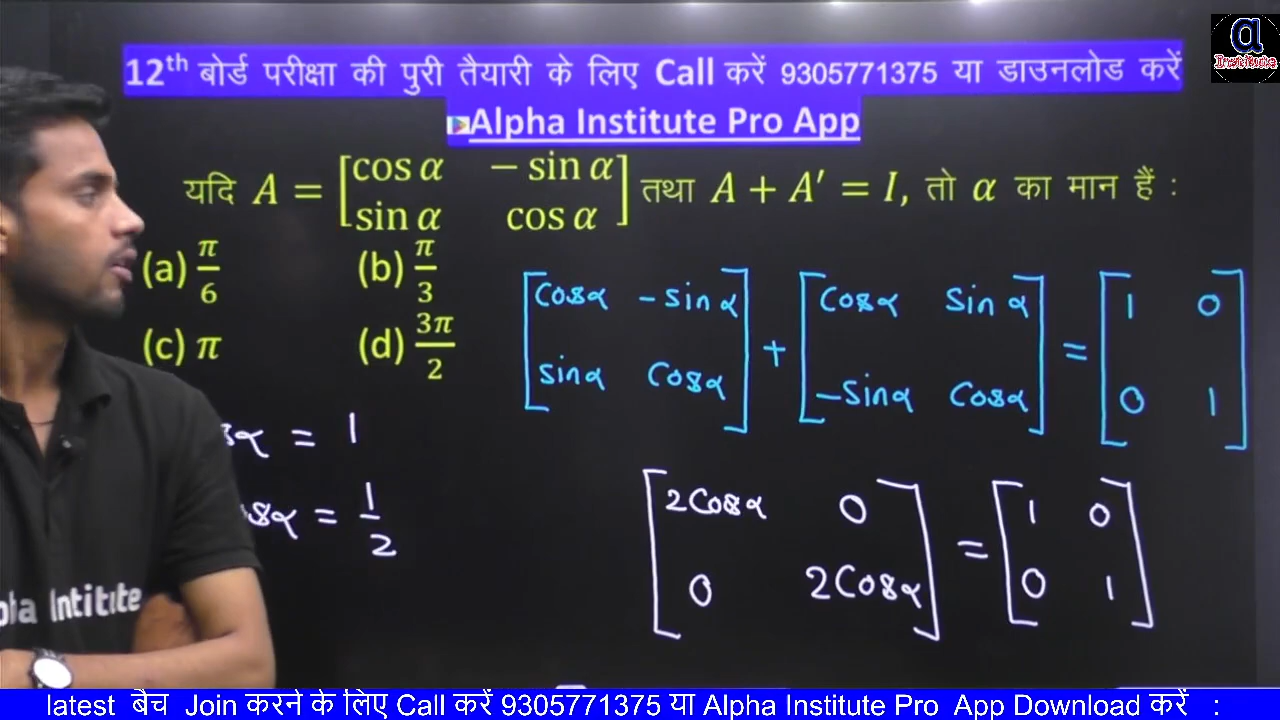 α
Institute
12th बोर्ड परीक्षा की पुरी तैयारी के लिए Call करें 9305771375 या डाउनलोड करें
Alpha Institute Pro App
यदि A = [cos α − sin α
sin α cos α] तथा A + A′ = I, तो α का मान हैं :
(a) π/6 (b) π/3
(c) π (d) 3π/2
[Cosα -sinα
sinα Cosα] + [Cosα Sinα
-Sinα Cosα] = [1 0
0 1]
α = 1
α = 1/2
[2Cosα 0
0 2Cosα] = [1 0
0 1]
Intitute
latest बैच Join करने के लिए Call करें 9305771375 या Alpha Institute Pro App Download करें :